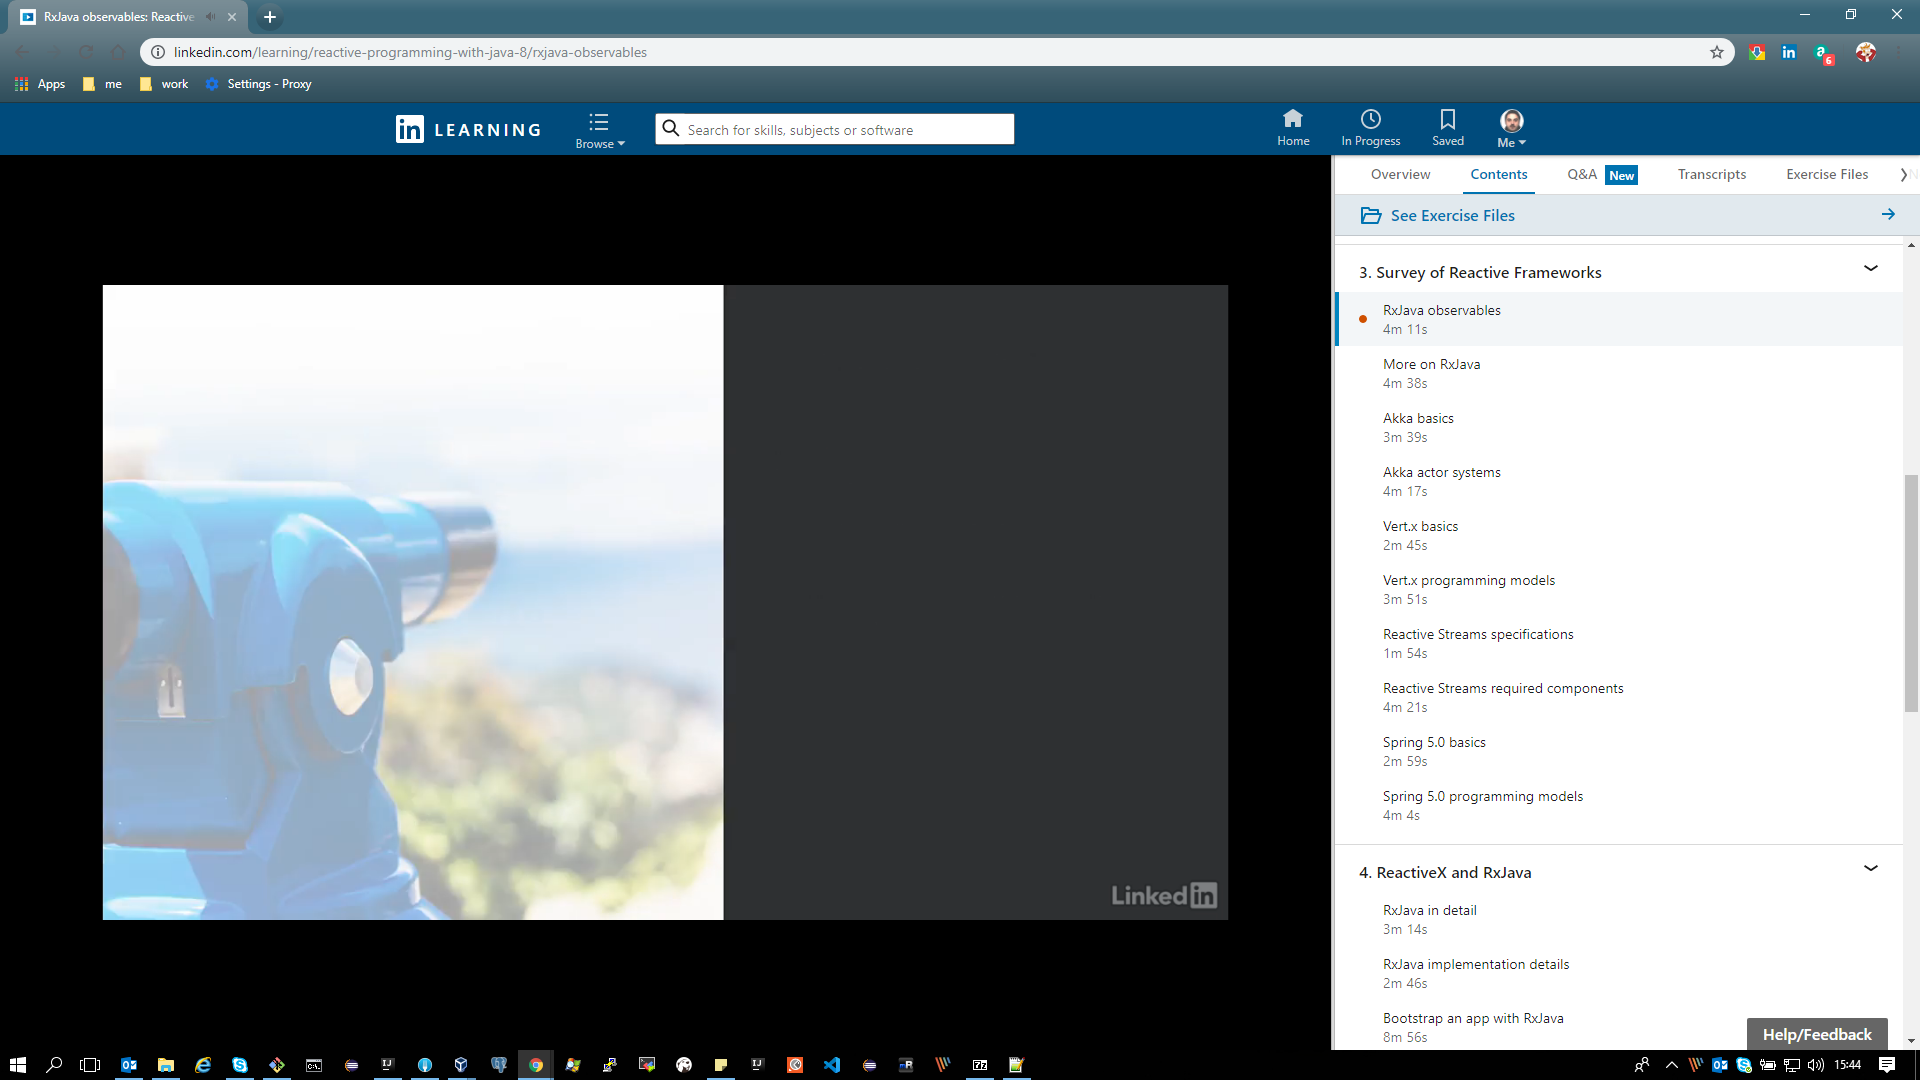 RxJava observables: Reactive
linkedin.com/learning/reactive-programming-with-java-8/rxjava-observables
6
Apps
me
work
Settings - Proxy
in LEARNING
Browse
Search for skills, subjects or software
Home
In Progress
Saved
Me
Overview
Contents
Q&A New
Transcripts
Exercise Files
See Exercise Files
3. Survey of Reactive Frameworks
RxJava observables
4m 11s
More on RxJava
4m 38s
Akka basics
3m 39s
Akka actor systems
4m 17s
Vert.x basics
2m 45s
Vert.x programming models
3m 51s
Reactive Streams specifications
1m 54s
Reactive Streams required components
4m 21s
Spring 5.0 basics
2m 59s
Spring 5.0 programming models
4m 4s
4. ReactiveX and RxJava
RxJava in detail
3m 14s
RxJava implementation details
2m 46s
Bootstrap an app with RxJava
8m 56s
Help/Feedback
Linked in
15:44